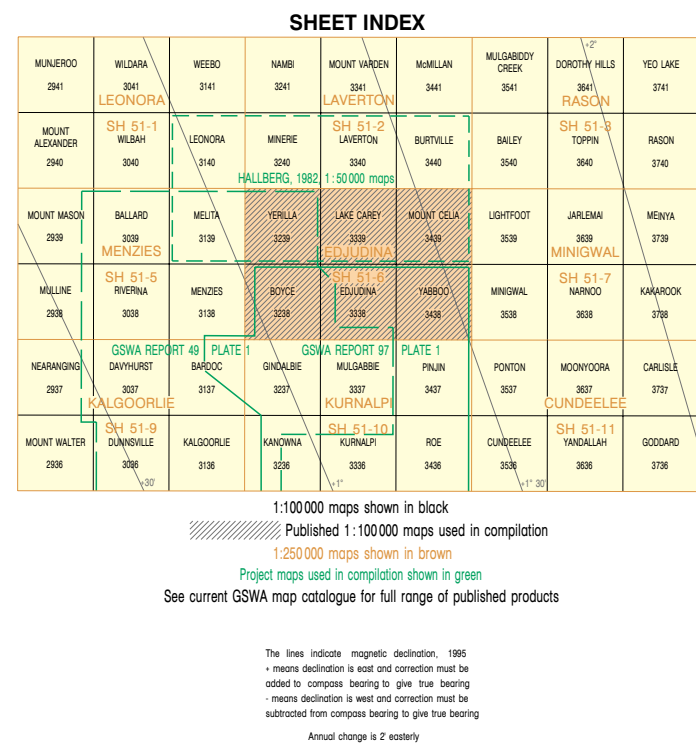 SHEET INDEX
+2°
MUNJEROO WILDARA WEEBO NAMBI MOUNT VARDEN McMILLAN MULGABIDDY CREEK DOROTHY HILLS YEO LAKE
2941 3041 3141 3241 3341 3441 3541 3641 3741
LEONORA LAVERTON RASON
SH 51-1 SH 51-2 SH 51-3
MOUNT ALEXANDER WILBAH LEONORA MINERIE LAVERTON BURTVILLE BAILEY TOPPIN RASON
2940 3040 3140 3240 3340 3440 3540 3640 3740
HALLBERG, 1982, 1:50 000 maps
MOUNT MASON BALLARD MELITA YERILLA LAKE CAREY MOUNT CELIA LIGHTFOOT JARLEMAI MEINYA
2939 3039 3139 3239 3339 3439 3539 3639 3739
MENZIES EDJUDINA MINIGWAL
SH 51-5 SH 51-6 SH 51-7
MULLINE RIVERINA MENZIES BOYCE EDJUDINA YABBOO MINIGWAL NARNOO KAKAROOK
2938 3038 3138 3238 3338 3438 3538 3638 3738
GSWA REPORT 49 PLATE 1 GSWA REPORT 97 PLATE 1
NEARANGING DAVYHURST BARDOC GINDALBIE MULGABBIE PINJIN PONTON MOONYOORA CARLISLE
2937 3037 3137 3237 3337 3437 3537 3637 3737
KALGOORLIE KURNALPI CUNDEELEE
SH 51-9 SH 51-10 SH 51-11
MOUNT WALTER DUNNSVILLE KALGOORLIE KANOWNA KURNALPI ROE CUNDEELEE YANDALLAH GODDARD
2936 3036 3136 3236 3336 3436 3536 3636 3736
+30' +1° +1° 30'
1:100 000 maps shown in black
Published 1:100 000 maps used in compilation
1:250 000 maps shown in brown
Project maps used in compilation shown in green
See current GSWA map catalogue for full range of published products
The lines indicate magnetic declination, 1995
+ means declination is east and correction must be
added to compass bearing to give true bearing
- means declination is west and correction must be
subtracted from compass bearing to give true bearing
Annual change is 2' easterly